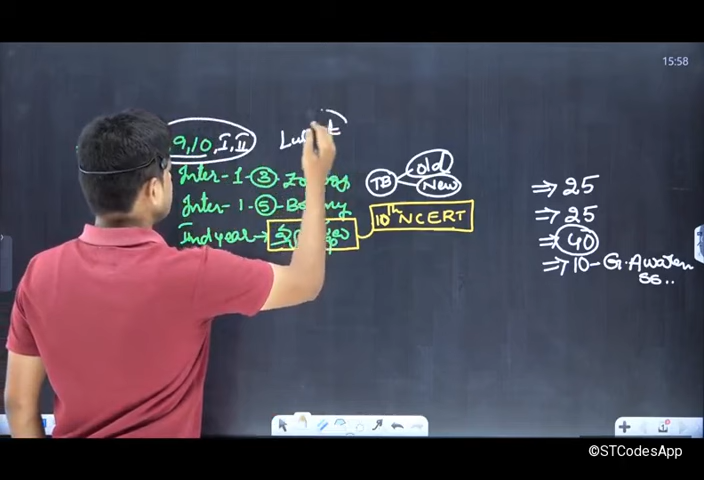 15:58
9,10,I,II
Inter-1-3-Zoology
TB
old
New
Inter-1-5-Botany
10th NCERT
IInd year→
⇒25
⇒25
⇒40
⇒10-G.Awaren
56..
©STCodesApp